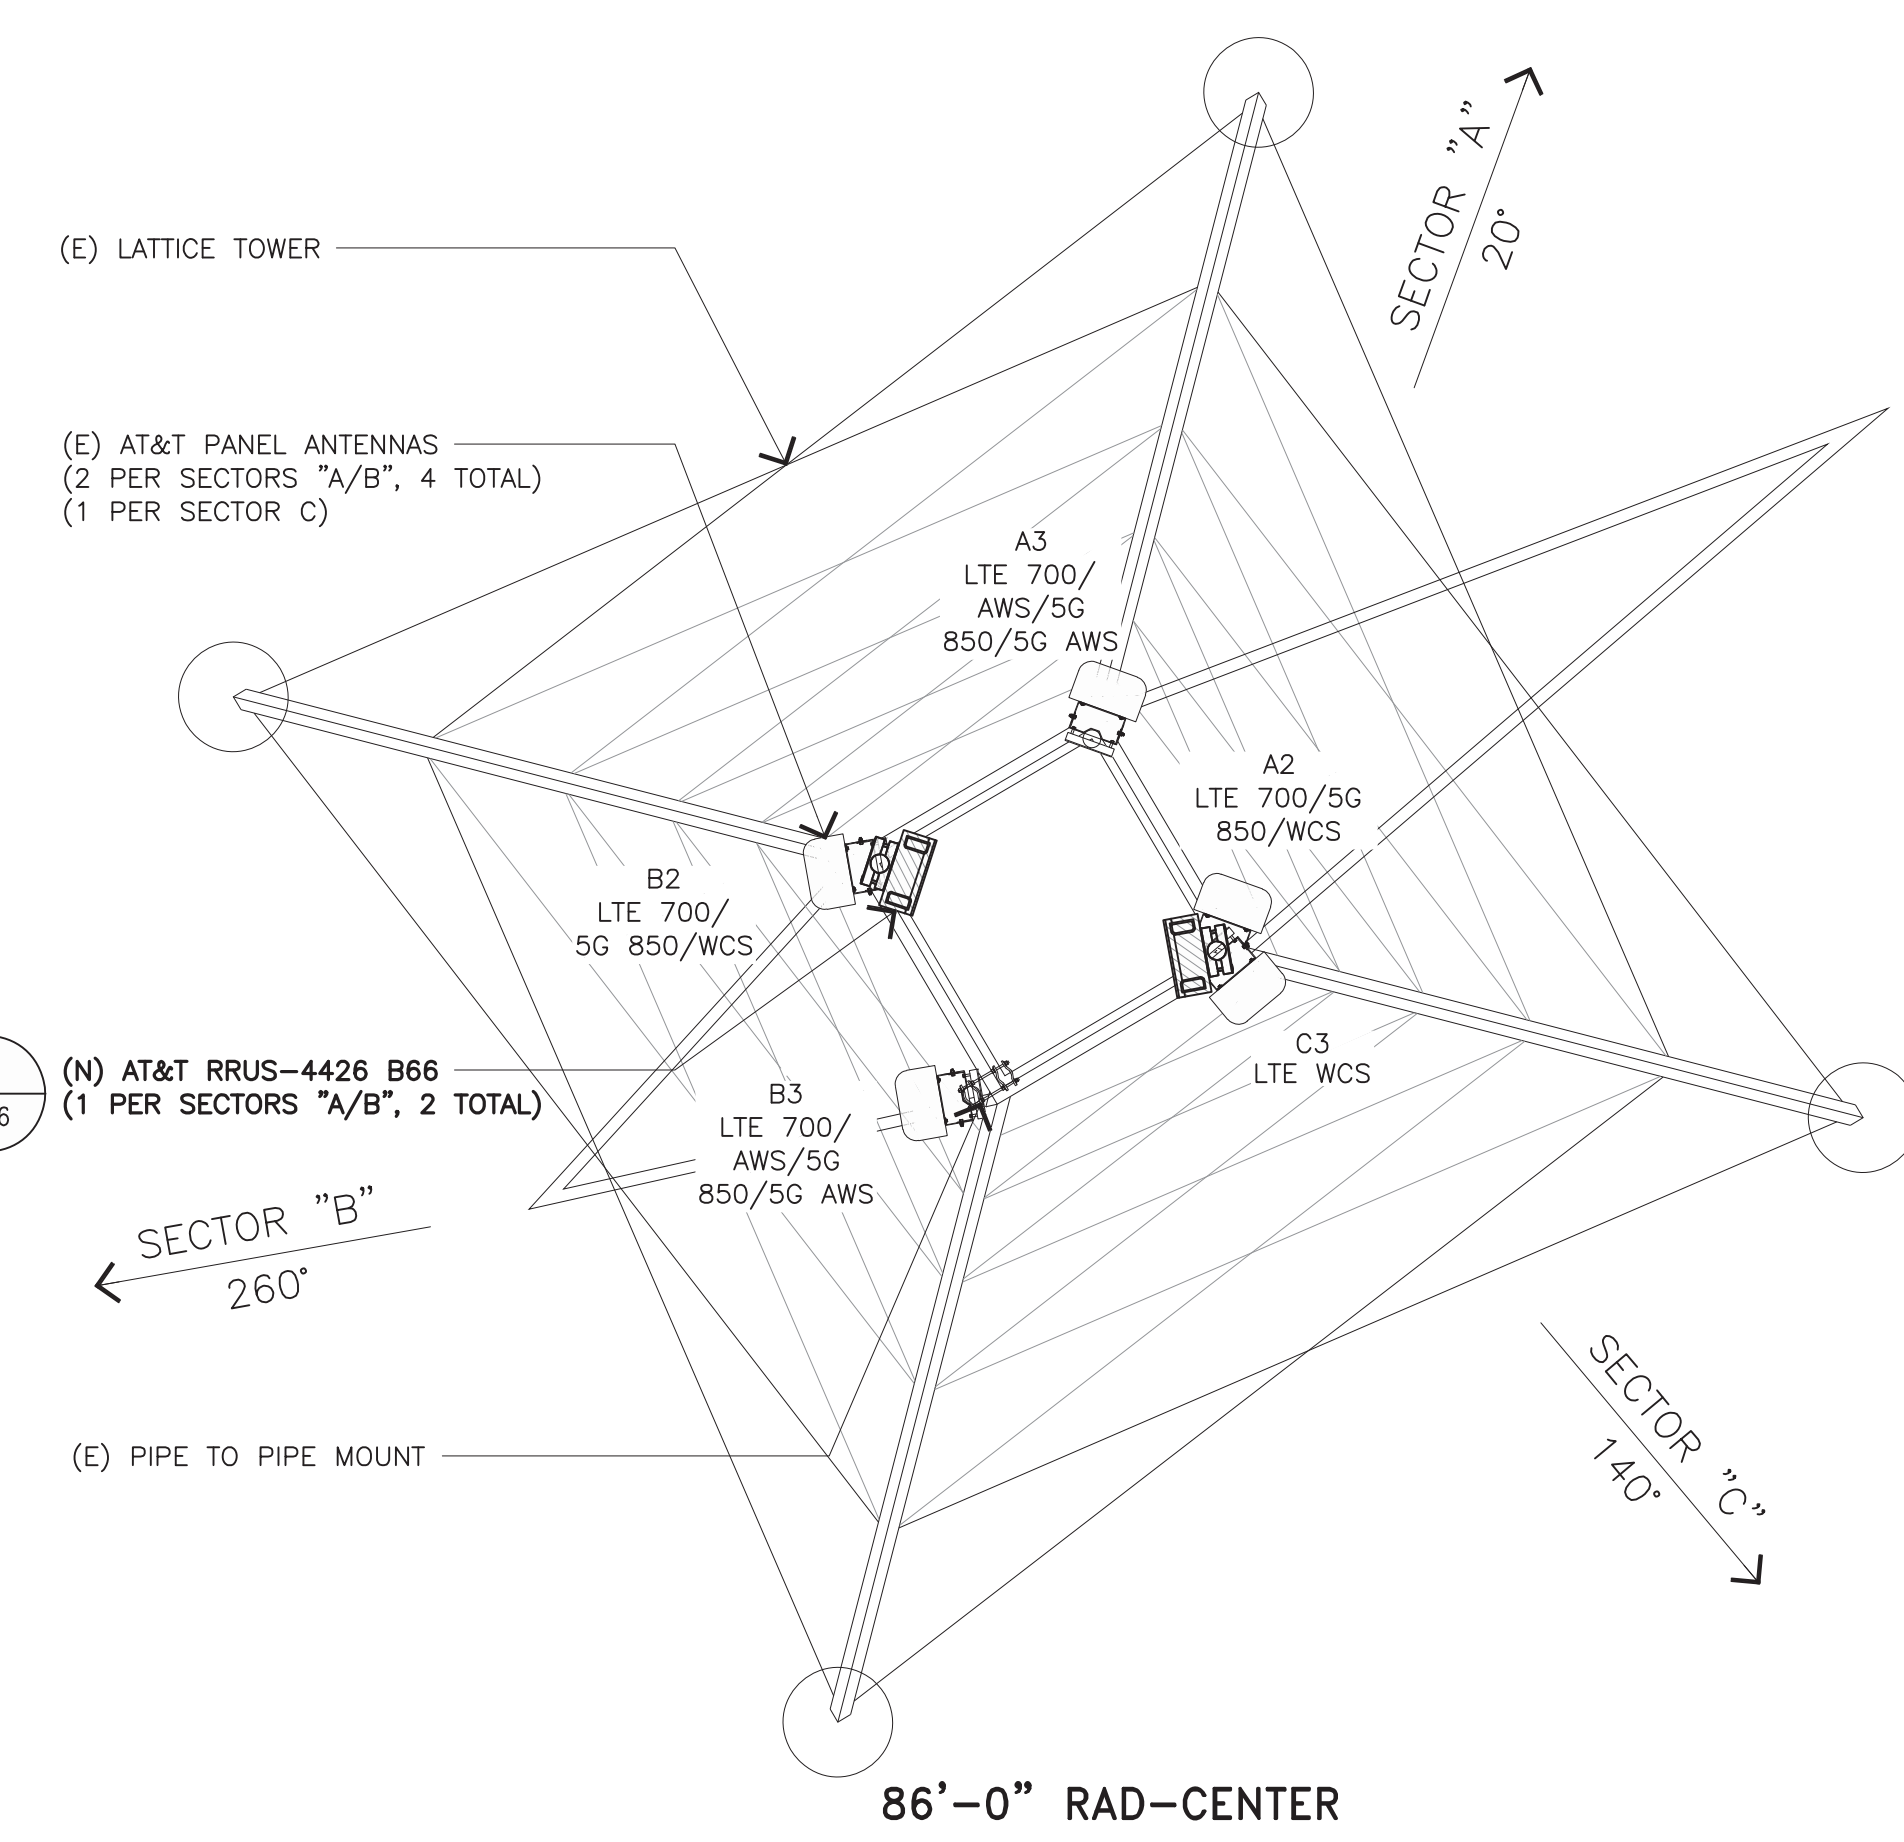 SECTOR "A"
20°
(E) LATTICE TOWER
(E) AT&T PANEL ANTENNAS
(2 PER SECTORS "A/B", 4 TOTAL)
(1 PER SECTOR C)
A3
LTE 700/
AWS/5G
850/5G AWS
A2
LTE 700/5G
850/WCS
B2
LTE 700/
5G 850/WCS
C3
LTE WCS
6
(N) AT&T RRUS-4426 B66
(1 PER SECTORS "A/B", 2 TOTAL)
B3
LTE 700/
AWS/5G
850/5G AWS
SECTOR "B"
260°
SECTOR "C"
140°
(E) PIPE TO PIPE MOUNT
86'-0" RAD-CENTER